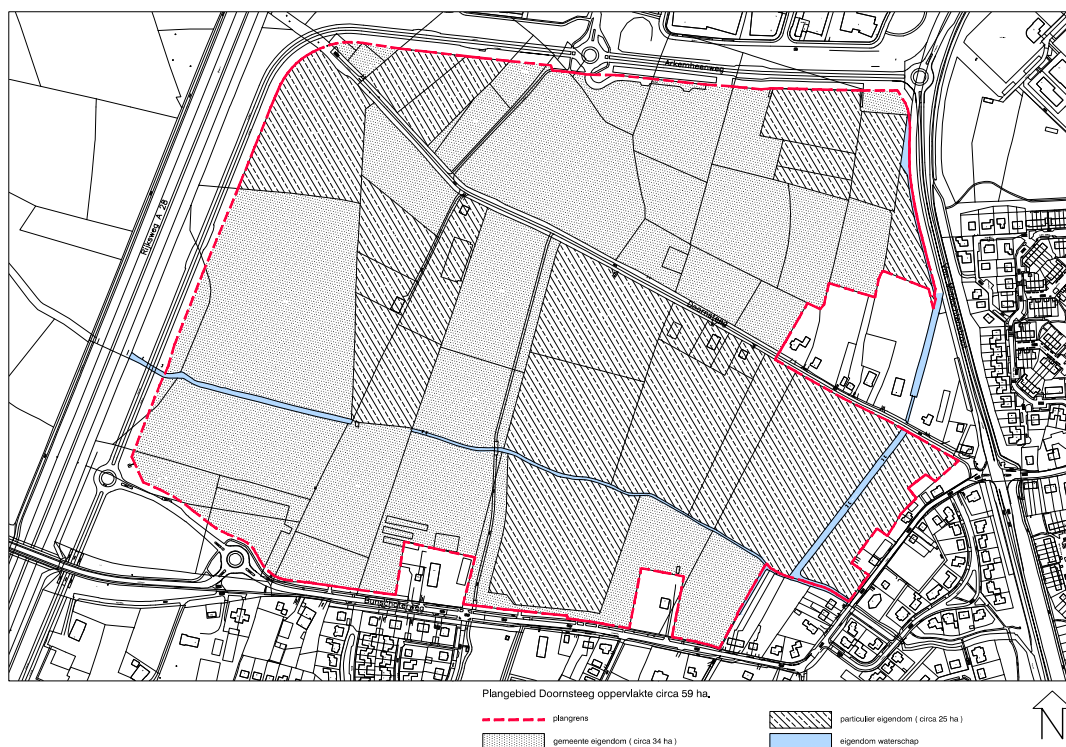 Arkemheenweg
Rijksweg A 28
Doornsteeg
Plangebied Doornsteeg oppervlakte circa 59 ha.
plangrens
particulier eigendom ( circa 25 ha )
gemeente eigendom ( circa 34 ha )
eigendom waterschap
N